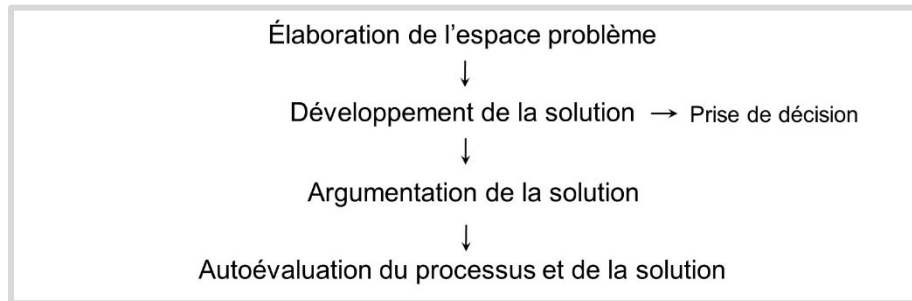 Élaboration de l’espace problème
↓
Développement de la solution → Prise de décision
↓
Argumentation de la solution
↓
Autoévaluation du processus et de la solution